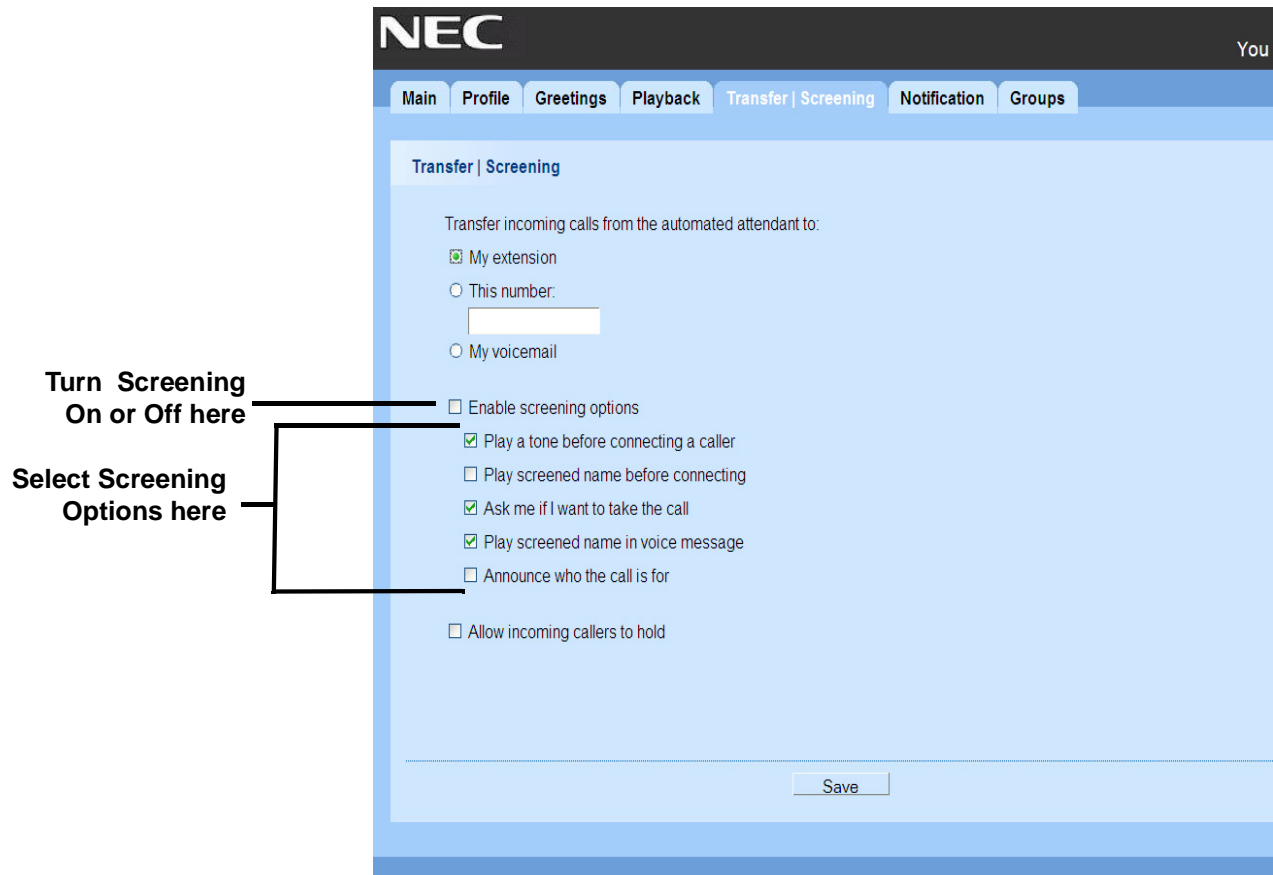 NEC
You
Main Profile Greetings Playback Transfer | Screening Notification Groups
Transfer | Screening
Transfer incoming calls from the automated attendant to:
My extension
This number:
My voicemail
Turn Screening
On or Off here
Enable screening options
Play a tone before connecting a caller
Select Screening
Options here
Play screened name before connecting
Ask me if I want to take the call
Play screened name in voice message
Announce who the call is for
Allow incoming callers to hold
Save